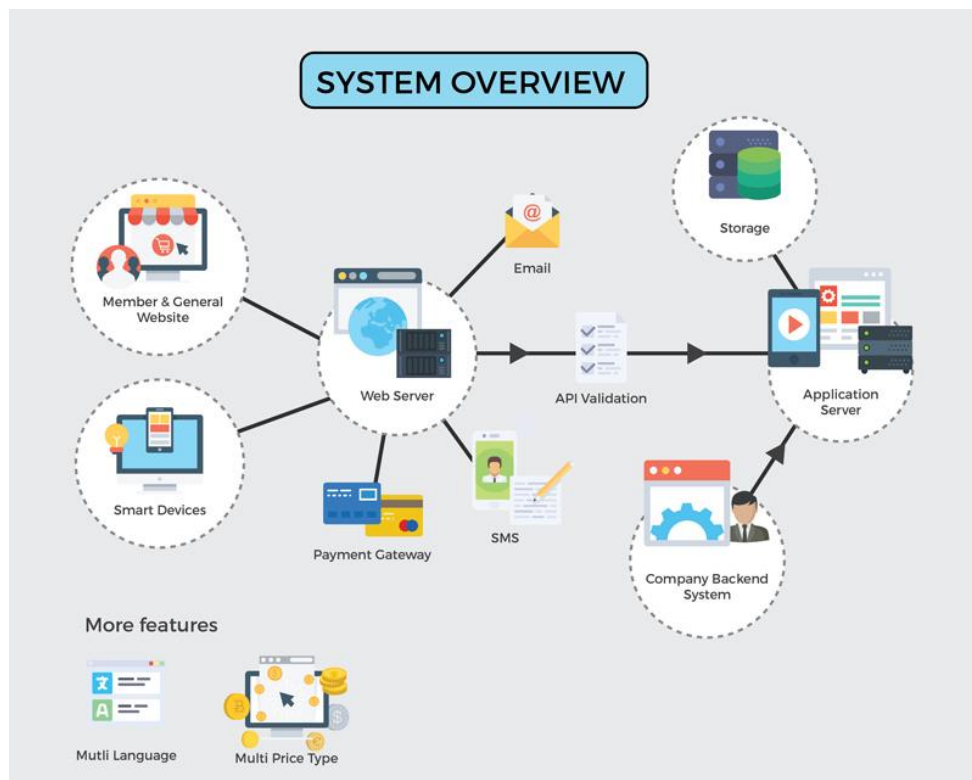 SYSTEM OVERVIEW
Storage
@
Member & General
Website
Email
Web Server
API Validation
Application
Server
Smart Devices
Payment Gateway
SMS
Company Backend
System
More features
文
A
Mutli Language
Multi Price Type